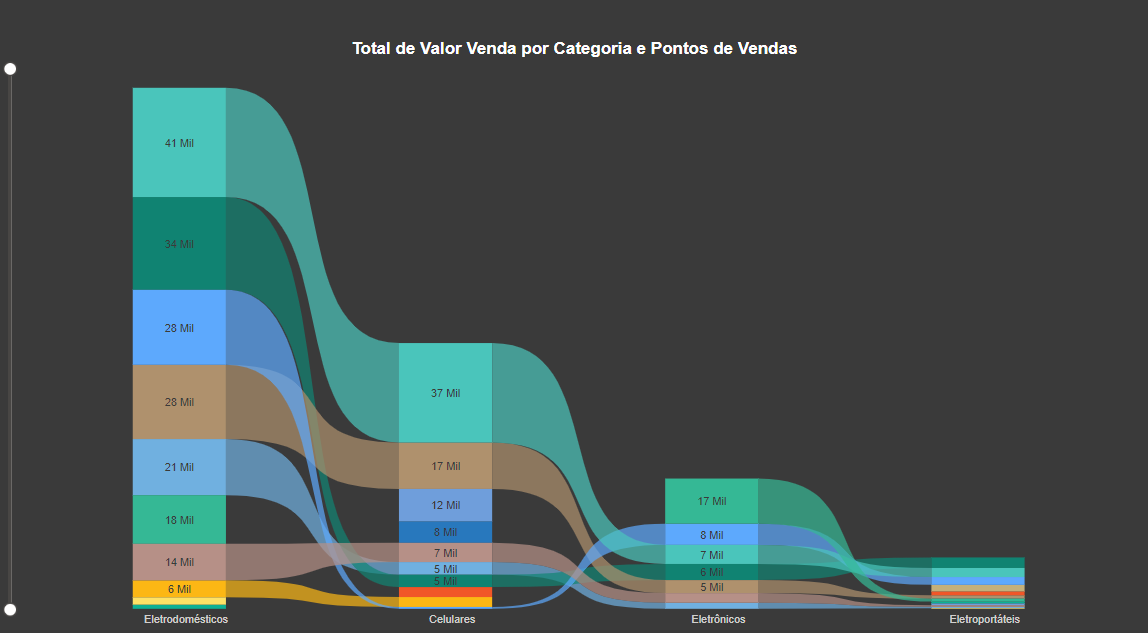 Total de Valor Venda por Categoria e Pontos de Vendas
41 Mil
34 Mil
28 Mil
28 Mil
21 Mil
18 Mil
14 Mil
6 Mil
37 Mil
17 Mil
12 Mil
8 Mil
7 Mil
5 Mil
5 Mil
17 Mil
8 Mil
7 Mil
6 Mil
5 Mil
Eletrodomésticos
Celulares
Eletrônicos
Eletroportáteis